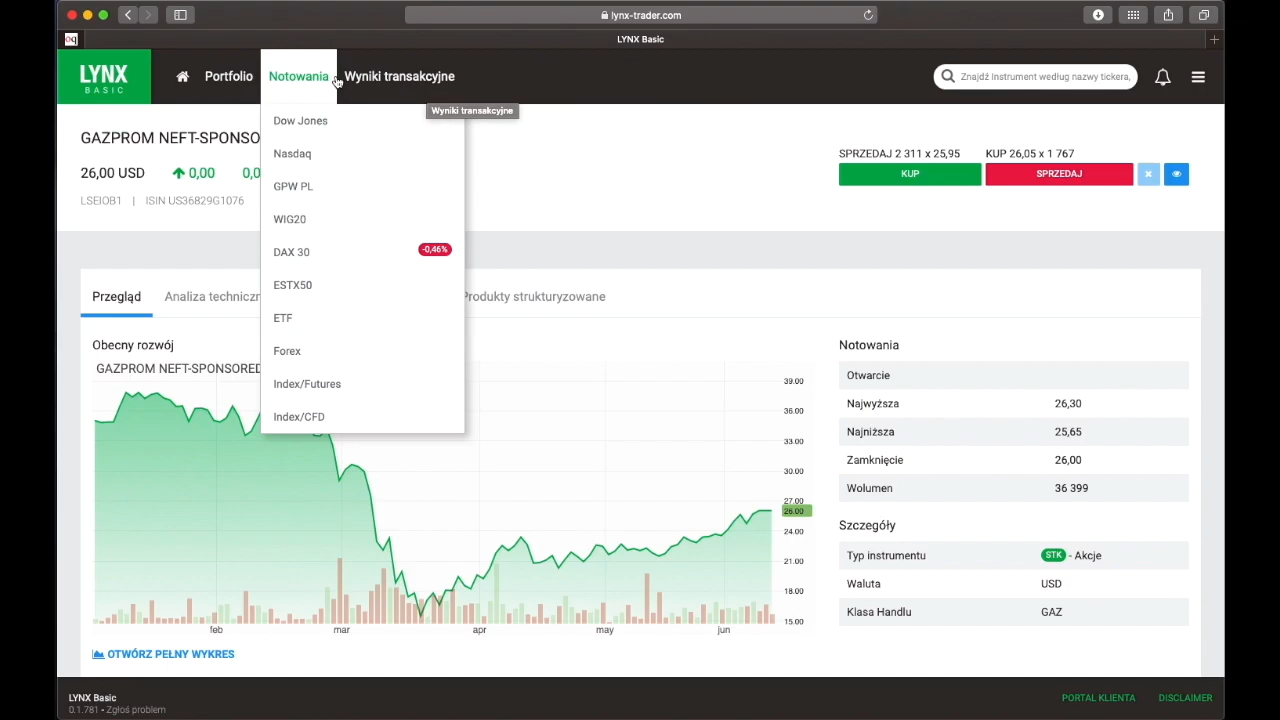 lynx-trader.com
oq
LYNX Basic
LYNX
BASIC
Portfolio
Notowania
Wyniki transakcyjne
Znajdź Instrument według nazwy tickera,
Wyniki transakcyjne
Dow Jones
Nasdaq
GPW PL
WIG20
DAX 30 -0,46%
ESTX50
ETF
Forex
Index/Futures
Index/CFD
GAZPROM NEFT-SPONSO
26,00 USD 0,00 0,0
LSEIOB1 | ISIN US36829G1076
SPRZEDAJ 2 311 x 25,95 KUP 26,05 x 1 767
KUP SPRZEDAJ
Przegląd Analiza techniczn Produkty strukturyzowane
Obecny rozwój
GAZPROM NEFT-SPONSORED
39.00
36.00
33.00
30.00
27.00
26.00
24.00
21.00
18.00
15.00
feb mar apr may jun
OTWÓRZ PEŁNY WYKRES
Notowania
Otwarcie
Najwyższa 26,30
Najniższa 25,65
Zamknięcie 26,00
Wolumen 36 399
Szczegóły
Typ instrumentu STK - Akcje
Waluta USD
Klasa Handlu GAZ
LYNX Basic
0.1.781 • Zgłoś problem
PORTAL KLIENTA DISCLAIMER